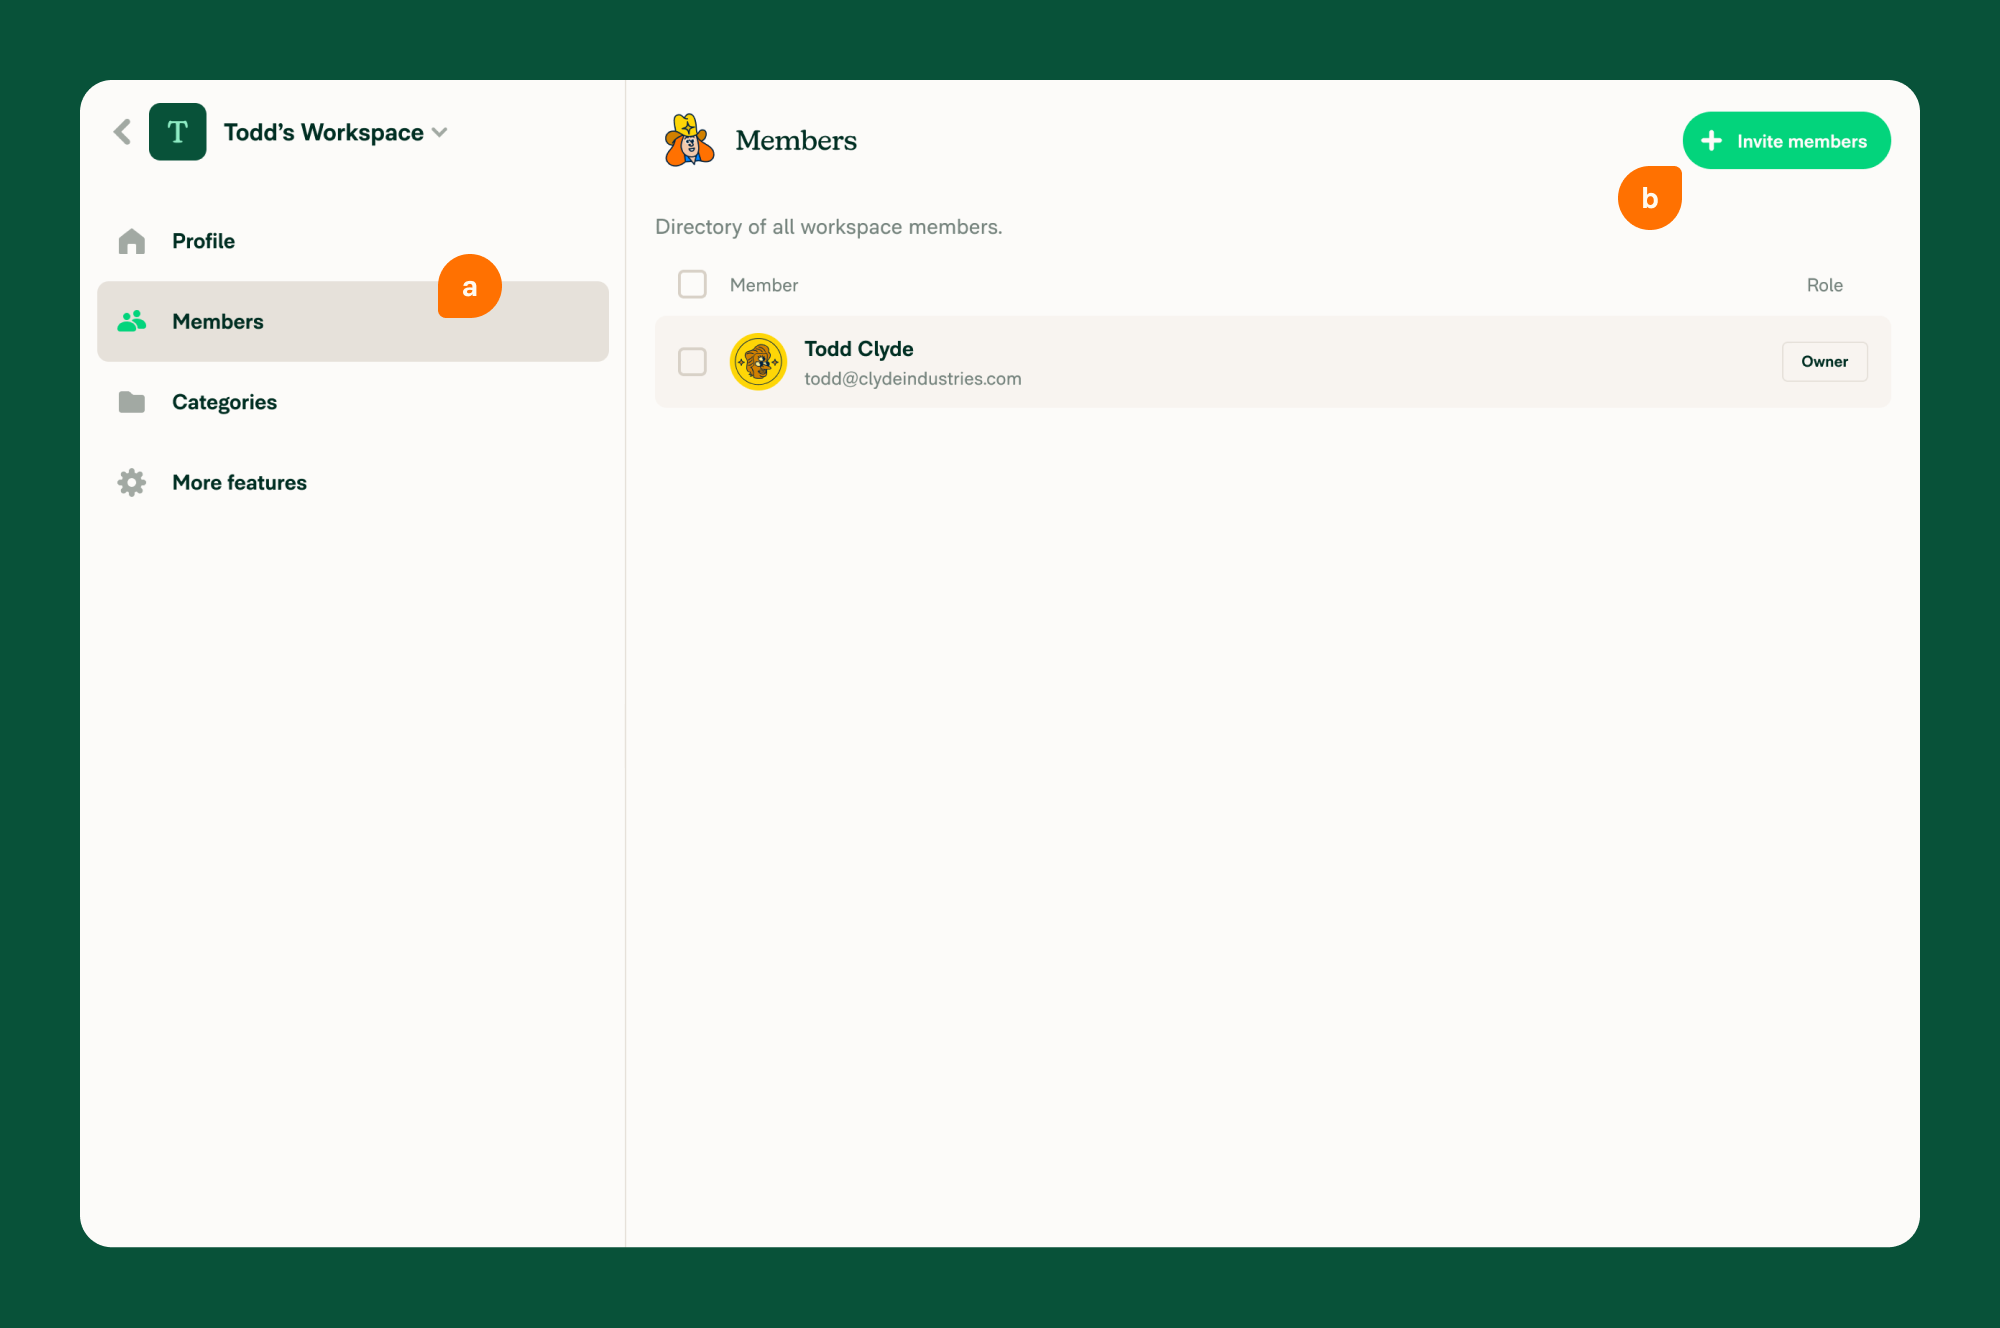 T
Todd’s Workspace
Profile
a
Members
Categories
More features
Members
Invite members
b
Directory of all workspace members.
Member
Role
Todd Clyde
todd@clydeindustries.com
Owner